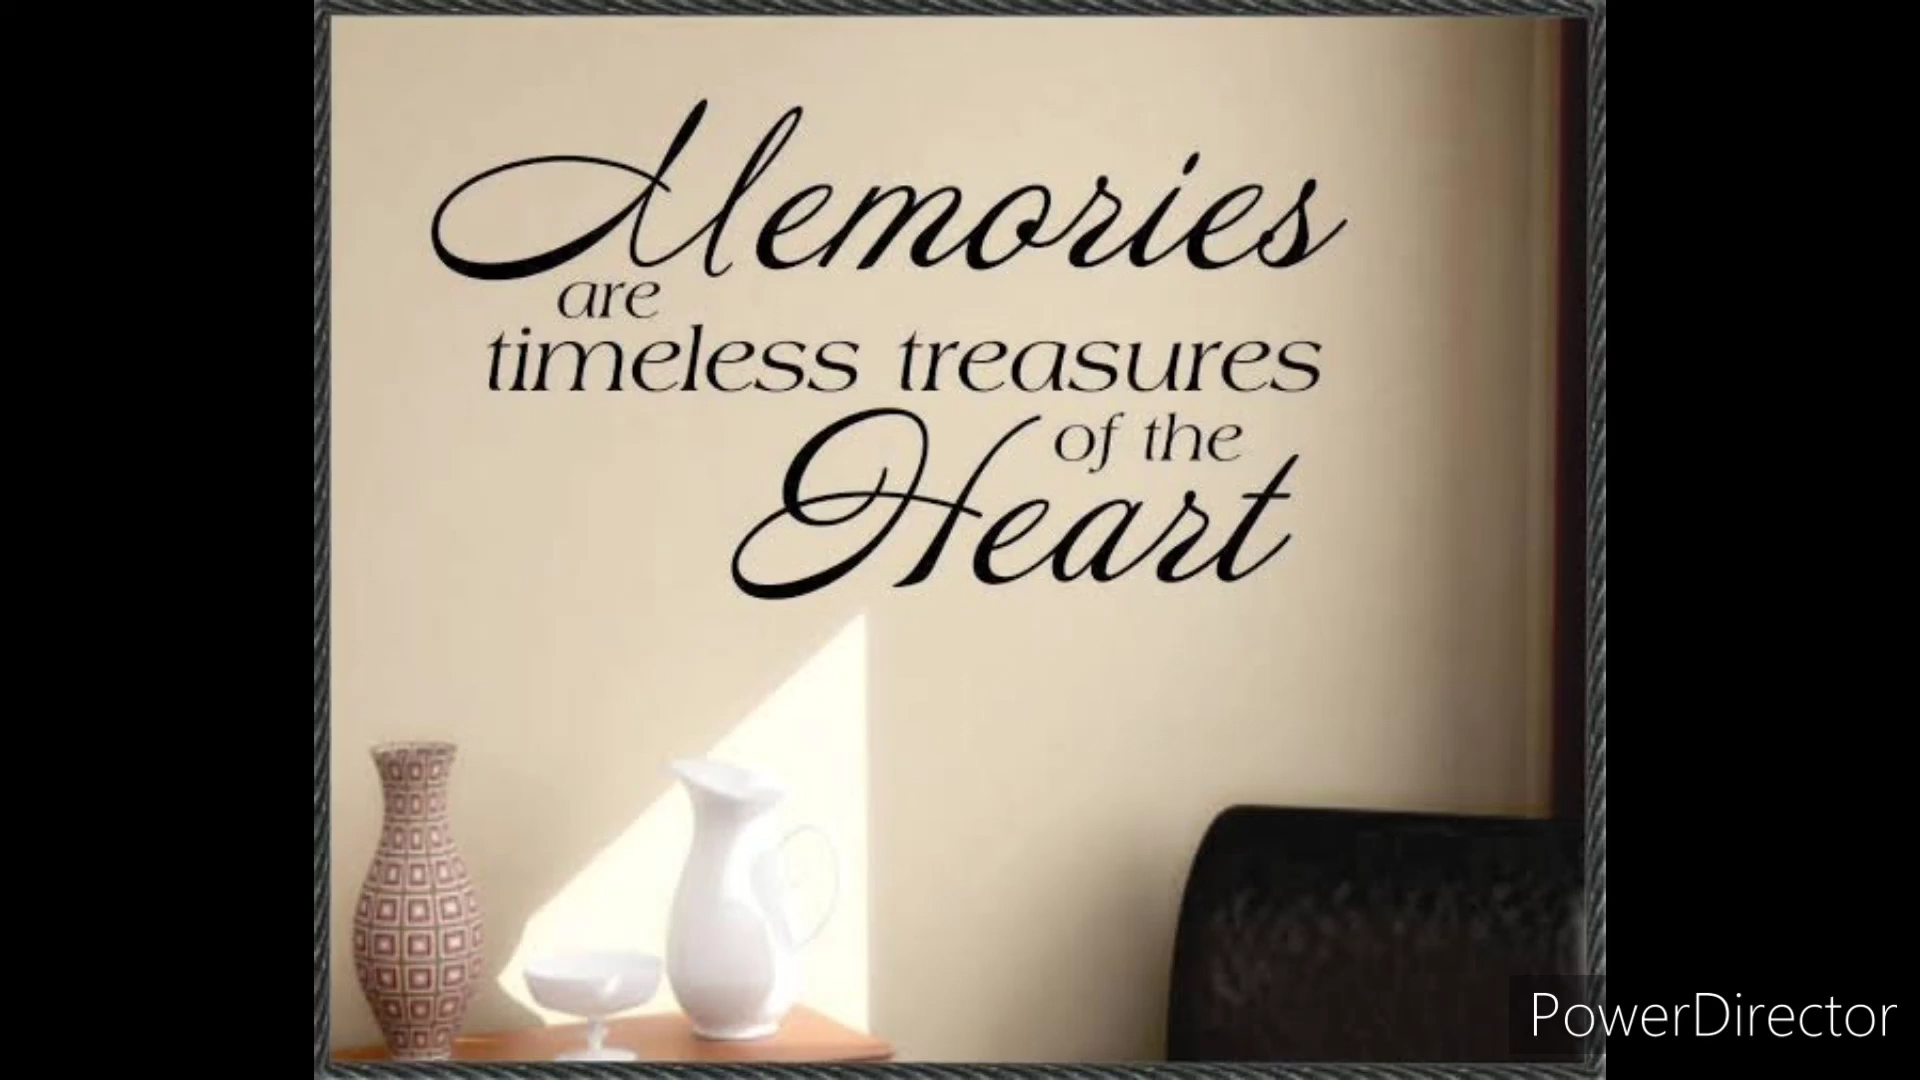 Memories
are
timeless treasures
of the
Heart
PowerDirector